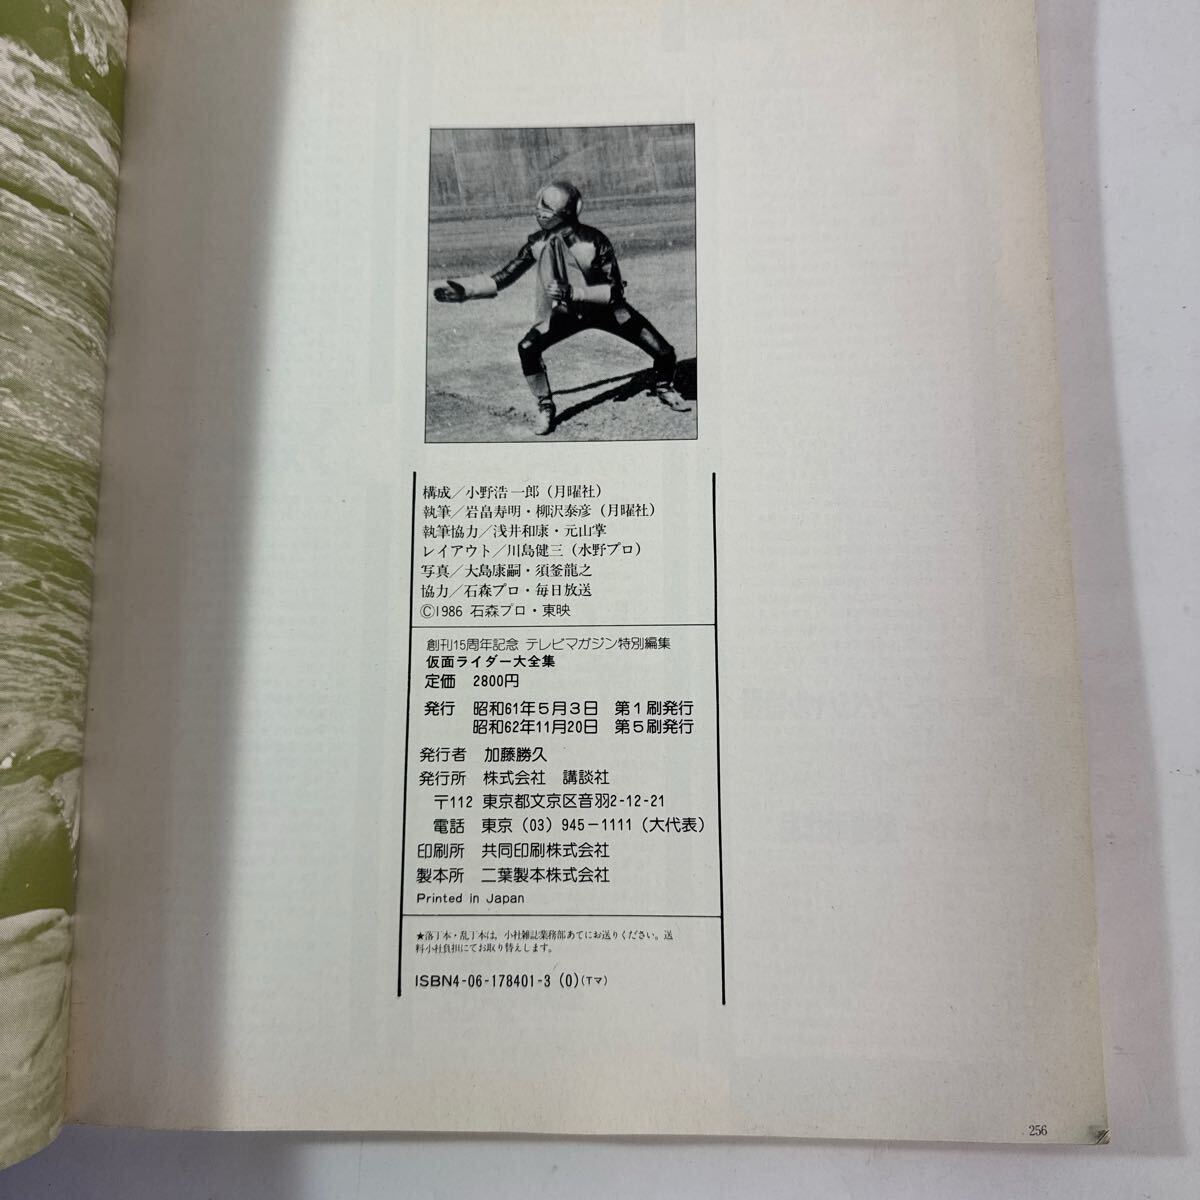 構成／小野浩一郎（月曜社）
執筆／岩畠寿明・柳沢泰彦（月曜社）
執筆協力／浅井和康・元山掌
レイアウト／川島健三（水野プロ）
写真／大島康嗣・須釜龍之
協力／石森プロ・毎日放送
©1986 石森プロ・東映
創刊15周年記念 テレビマガジン特別編集
仮面ライダー大全集
定価 2800円
発行 昭和61年5月3日 第1刷発行
昭和62年11月20日 第5刷発行
発行者 加藤勝久
発行所 株式会社 講談社
〒112 東京都文京区音羽2-12-21
電話 東京（03）945-1111（大代表）
印刷所 共同印刷株式会社
製本所 二葉製本株式会社
Printed in Japan
★落丁本・乱丁本は、小社雑誌業務部あてにお送りください。送
料小社負担にてお取り替えします。
ISBN4-06-178401-3 (0)(Tマ)
256